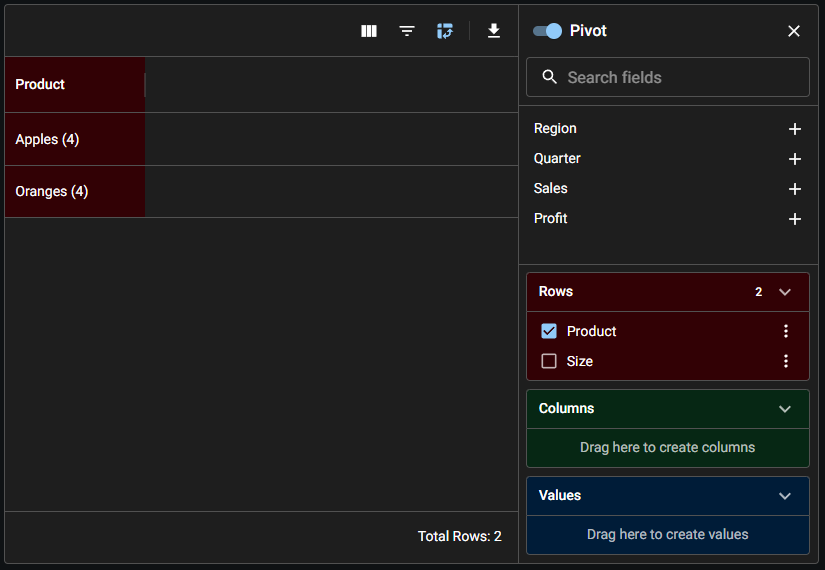 Pivot
Search fields
Product
Apples (4)
Oranges (4)
Total Rows: 2
Region
Quarter
Sales
Profit
Rows 2
Product
Size
Columns
Drag here to create columns
Values
Drag here to create values